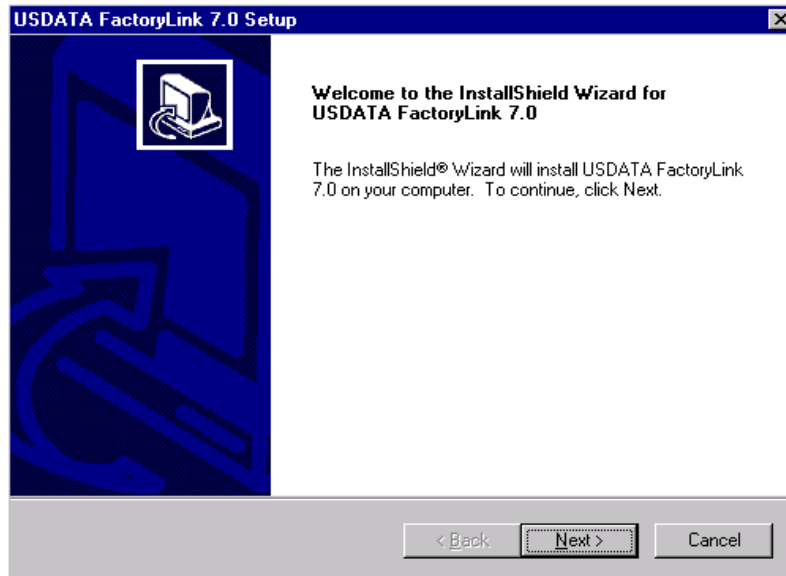 USDATA FactoryLink 7.0 Setup
Welcome to the InstallShield Wizard for
USDATA FactoryLink 7.0
The InstallShield® Wizard will install USDATA FactoryLink
7.0 on your computer.  To continue, click Next.
< Back Next > Cancel